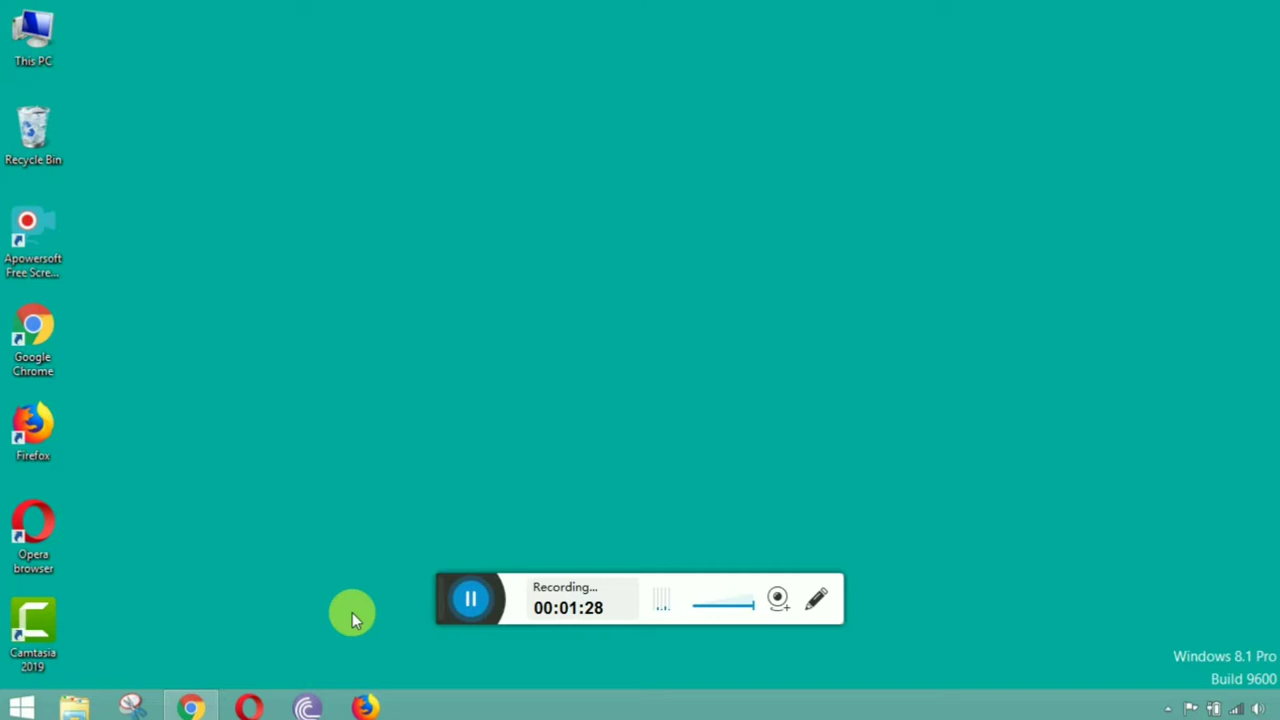 This PC
Recycle Bin
Apowersoft
Free Scre...
Google
Chrome
Firefox
Opera
browser
Camtasia
2019
Recording...
00:01:28
Windows 8.1 Pro
Build 9600